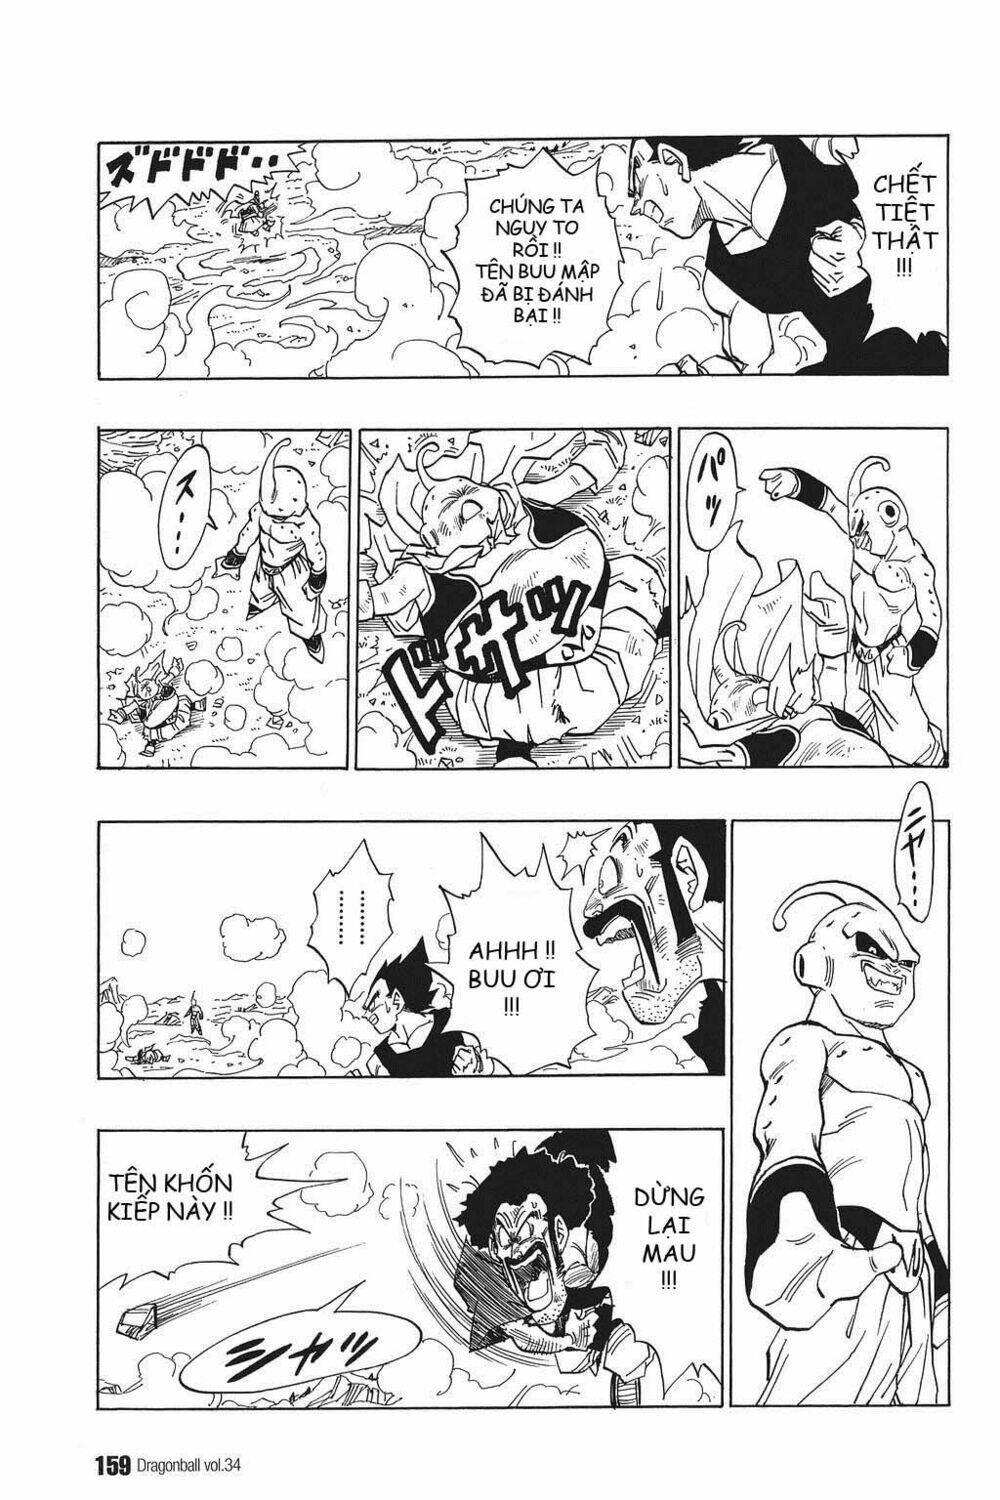 CHẾT
TIỆT
THẬT
!!!
CHÚNG TA
NGUY TO
RỒI !!
TÊN BUU MẬP
ĐÃ BỊ ĐÁNH
BẠI !!
ズドドド・・
パッ
ドサッ
ス…
ニヤ……
AHHH !!
BUU ƠI
!!!
………
………
DỪNG
LẠI
MAU
!!!
TÊN KHỐN
KIẾP NÀY !!
シャッ
159 Dragonball vol.34